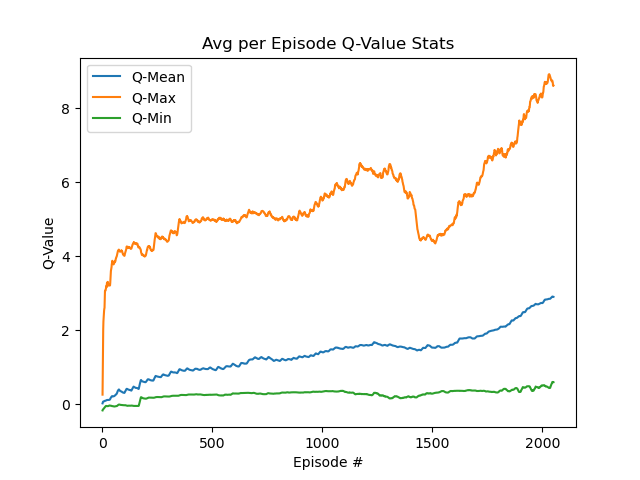 Avg per Episode Q-Value Stats
Q-Mean
Q-Max
Q-Min
Q-Value
8
6
4
2
0
0 500 1000 1500 2000
Episode #